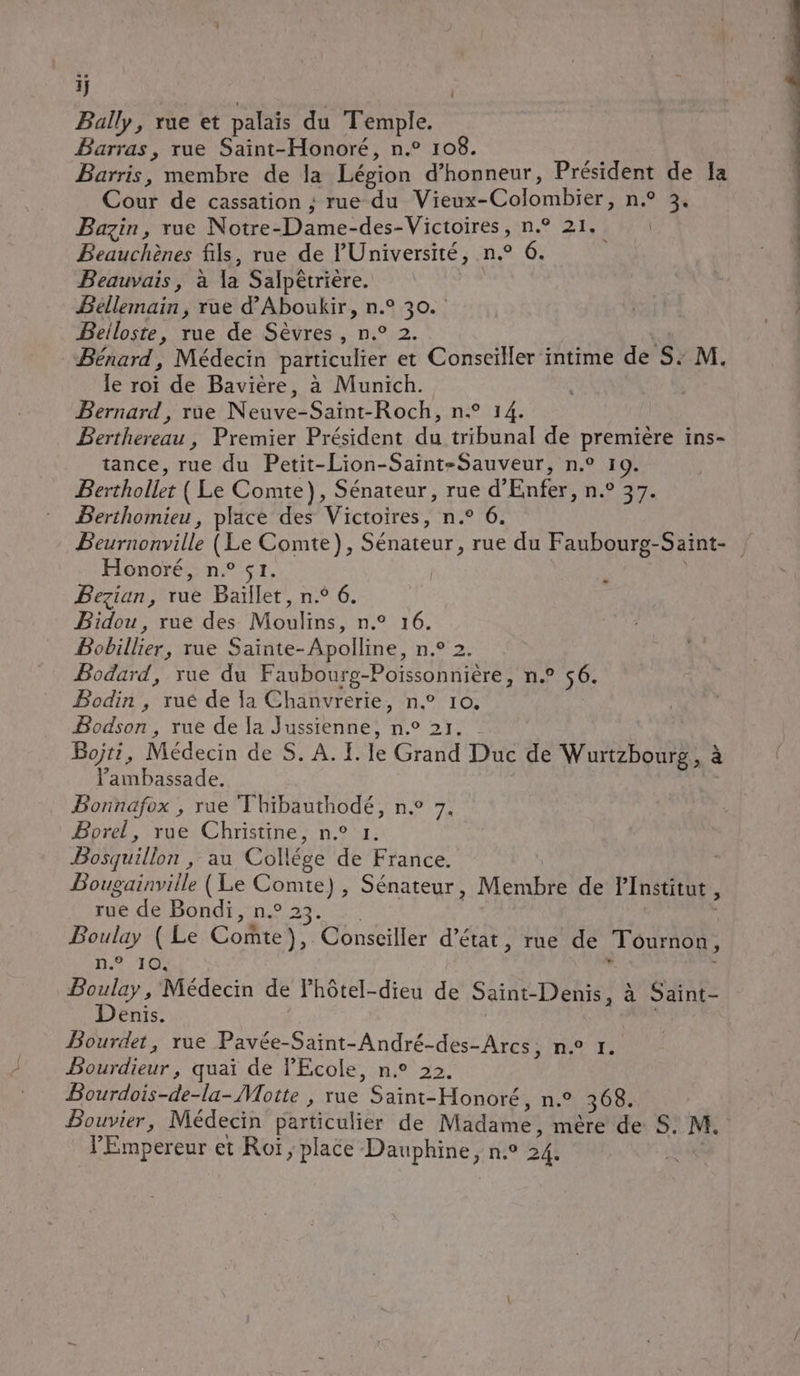 ij
Bally, rue et palais du Temple.
Barras, rue Saint-Honoré, n.º 108.
Barris, membre de la Légion d'honneur, Président de la
Cour de cassation ; rue du Vieux-Colombier, n.º 3.
Bazin, rue Notre-Dame-des-Victoires, n.º 21.
Beauchènes fils, rue de l'Université, n.º 6.
Beauvais, à la Salpêtrière.
Bellemain, rue d'Aboukir, n.º 30.
Belloste, rue de Sèvres, n.º 2.
Bénard, Médecin particulier et Conseiller intime de S. M.
le roi de Bavière, à Munich.
Bernard, rue Neuve-Saint-Roch, n.º 14.
Berthereau, Premier Président du tribunal de première ins-
tance, rue du Petit-Lion-Saint-Sauveur, n.º 19.
Berthollet (Le Comte), Sénateur, rue d'Enfer, n.º 37.
Berthomieu, place des Victoires, n.º 6.
Beurnonville (Le Comte), Sénateur, rue du Faubourg-Saint-
Honoré, n.º 51.
Bezian, rue Baillet, n.º 6.
Bidou, rue des Moulins, n.º 16.
Bobillier, rue Sainte-Apolline, n.º 2.
Bodard, rue du Faubourg-Poissonnière, n.º 56.
Bodin, rue de la Chanvrerie, n.º 10.
Bodson, rue de la Jussienne, n.º 21.
Bojti, Médecin de S. A. I. le Grand Duc de Wurtzbourg, à
l'ambassade.
Bonnafox, rue Thibauthodé, n.º 7.
Borel, rue Christine, n.º 1.
Bosquillon, au Collége de France.
Bougainville (Le Comte), Sénateur, Membre de l'Institut,
rue de Bondi, n.º 23.
Boulay (Le Comte), Conseiller d'état, rue de Tournon,
n.º 10.
Boulay, Médecin de l'hôtel-dieu de Saint-Denis, à Saint-
Denis.
Bourdet, rue Pavée-Saint-André-des-Arcs, n.º 1.
Bourdieur, quai de l'Ecole, n.º 22.
Bourdois-de-la-Motte, rue Saint-Honoré, n.º 368.
Bouvier, Médecin particulier de Madame, mère de S. M.
l'Empereur et Roi, place Dauphine, n.º 24.